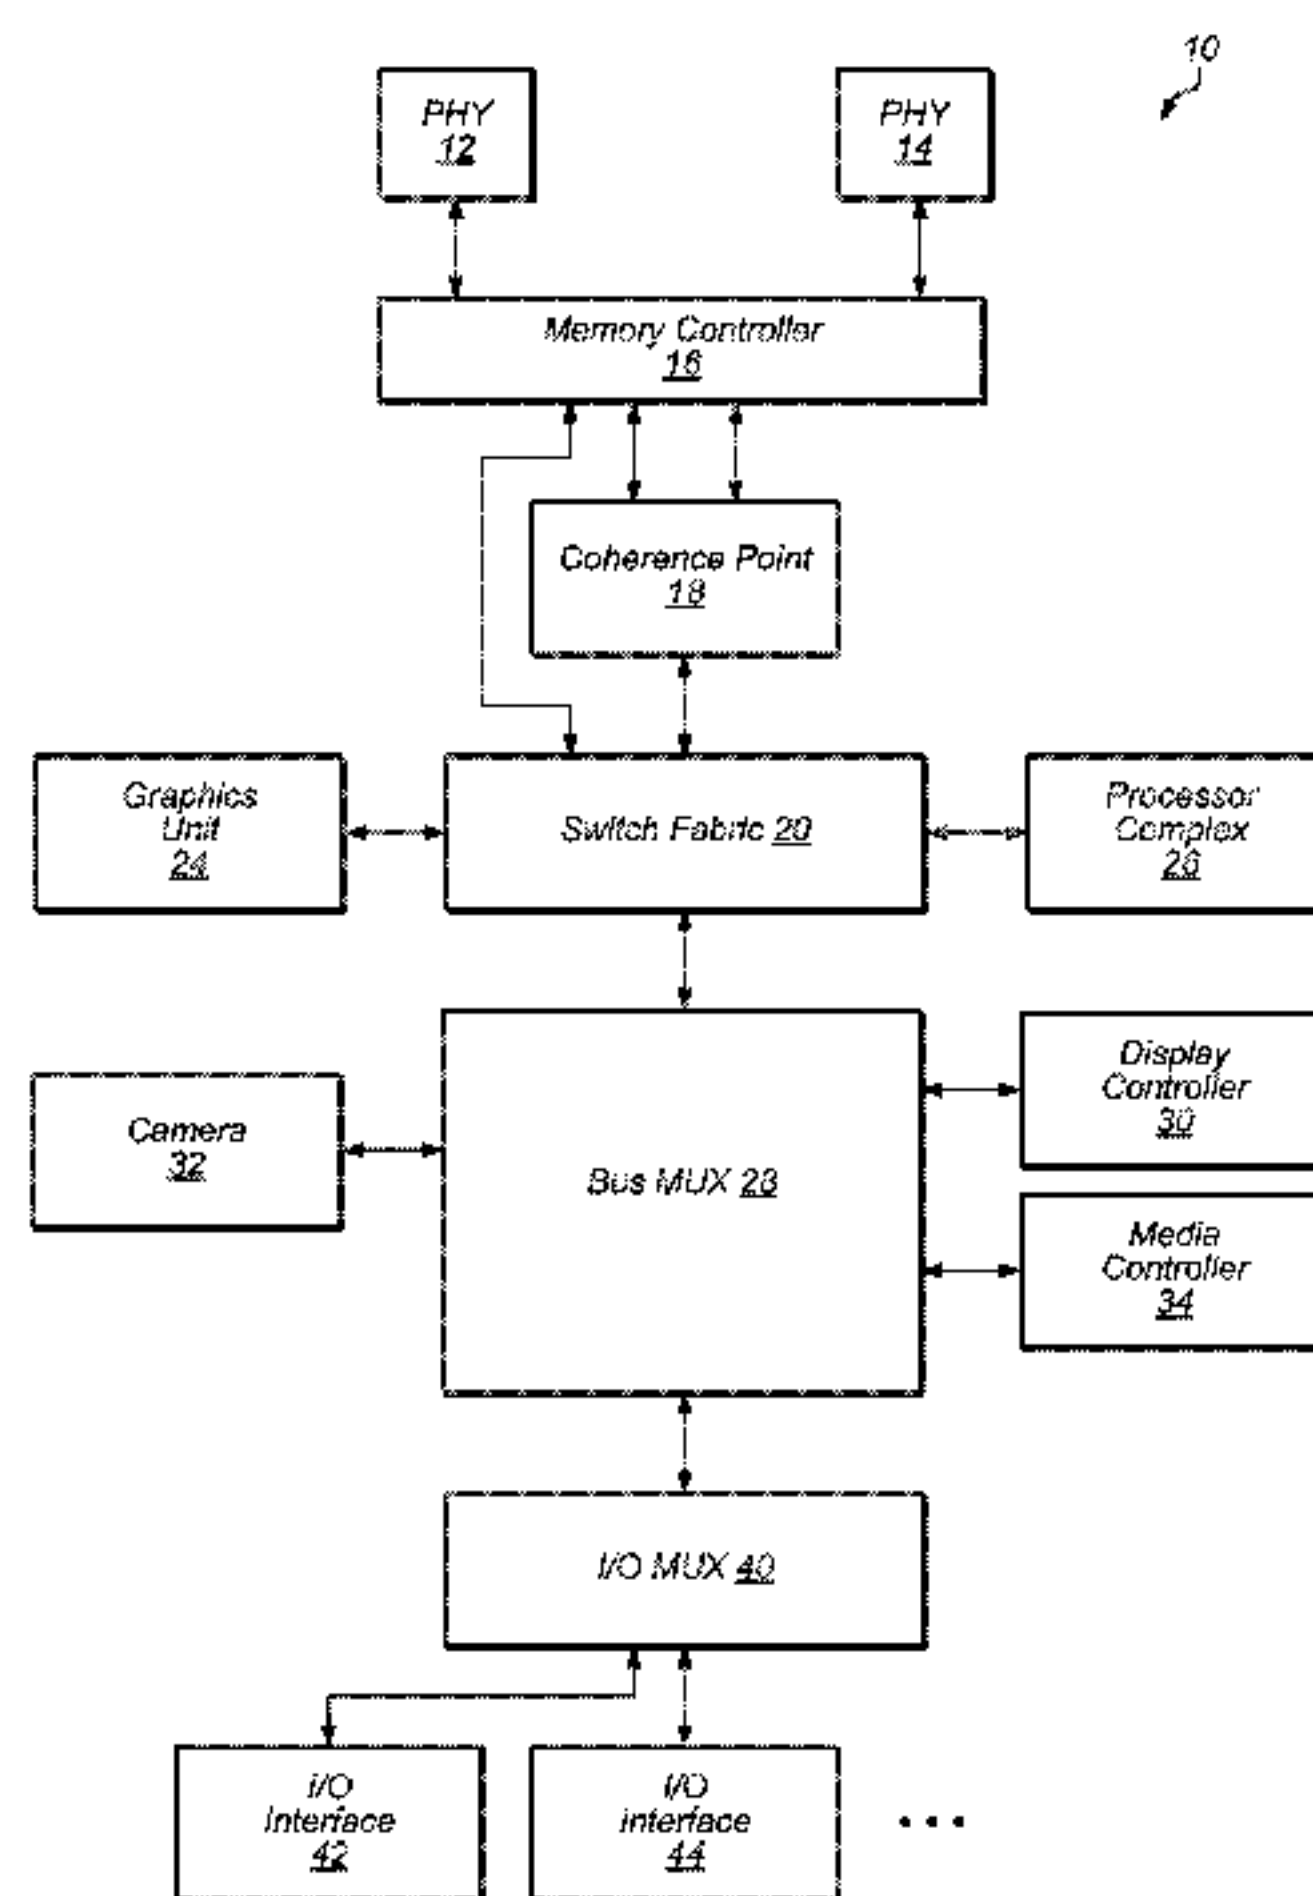 10
PHY
12
PHY
14
Memory Controller
16
Coherence Point
18
Graphics
Unit
24
Switch Fabric 20
Processor
Complex
26
Display
Controller
30
Camera
32
Bus MUX 28
Media
Controller
34
I/O MUX 40
I/O
Interface
42
I/O
interface
44
• • •